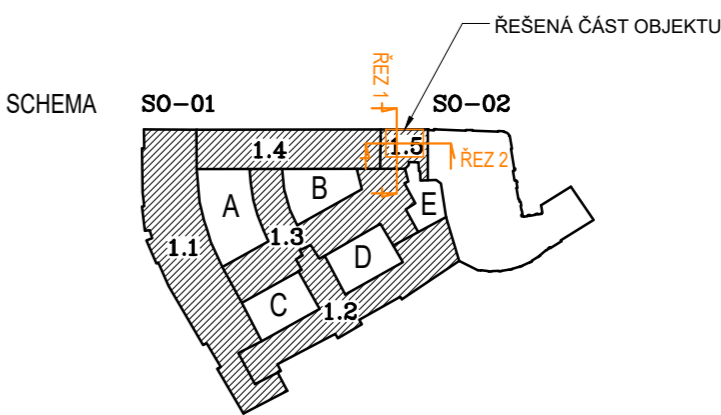 ŘEŠENÁ ČÁST OBJEKTU
ŘEZ 1
SCHEMA
SO-01
SO-02
1.4
1.5
ŘEZ 2
B
A
E
1.1
1.3
D
C
1.2